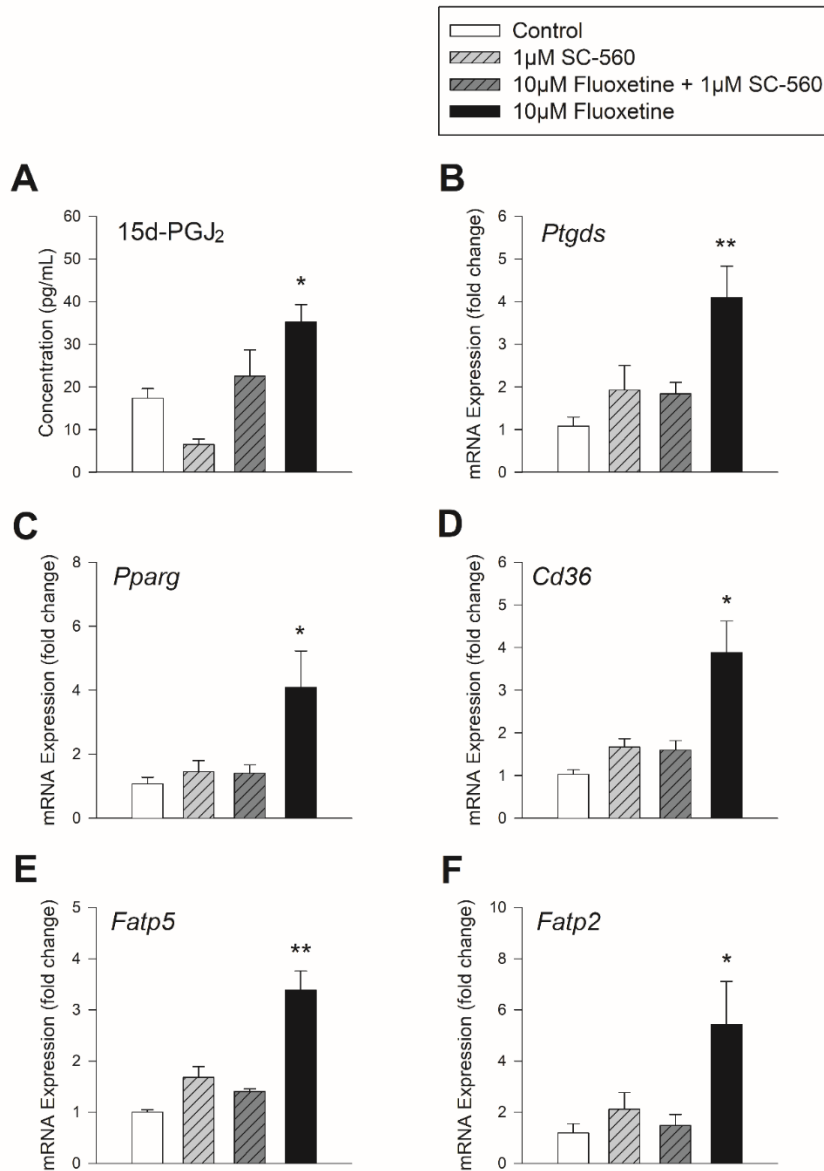 Control
1µM SC-560
10µM Fluoxetine + 1µM SC-560
10µM Fluoxetine
A
15d-PGJ₂
Concentration (pg/mL)
60
50
40
30
20
10
0
*
B
Ptgds
mRNA Expression (fold change)
6
5
4
3
2
1
0
**
C
Pparg
mRNA Expression (fold change)
8
6
4
2
0
*
D
Cd36
mRNA Expression (fold change)
6
5
4
3
2
1
0
*
E
Fatp5
mRNA Expression (fold change)
5
4
3
2
1
0
**
F
Fatp2
mRNA Expression (fold change)
10
8
6
4
2
0
*